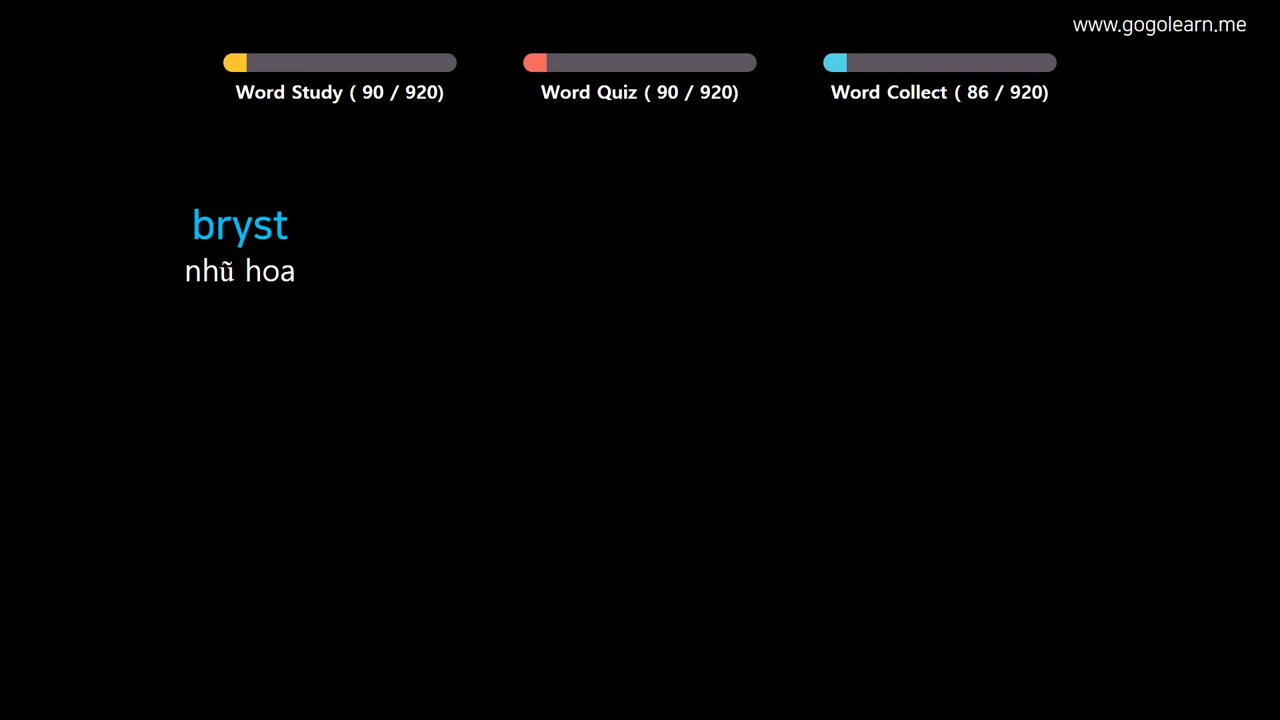 www.gogolearn.me
Word Study ( 90 / 920)
Word Quiz ( 90 / 920)
Word Collect ( 86 / 920)
bryst
nhũ hoa